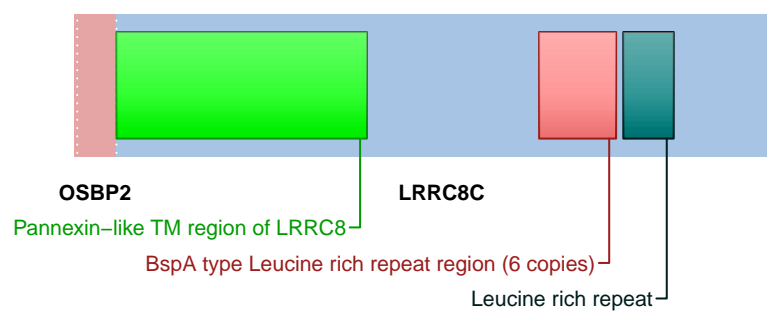 OSBP2 LRRC8C
Pannexin−like TM region of LRRC8
BspA type Leucine rich repeat region (6 copies)
Leucine rich repeat